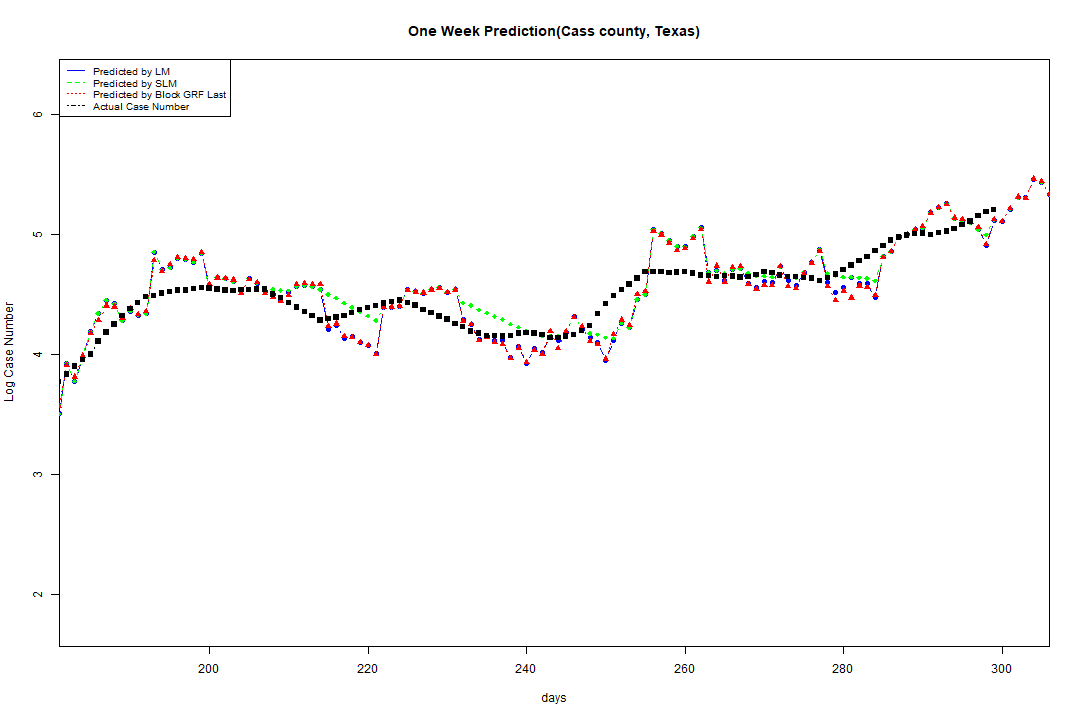 One Week Prediction(Cass county, Texas)
Predicted by LM
Predicted by SLM
Predicted by Block GRF Last
Actual Case Number
6
5
4
3
2
Log Case Number
200 220 240 260 280 300
days